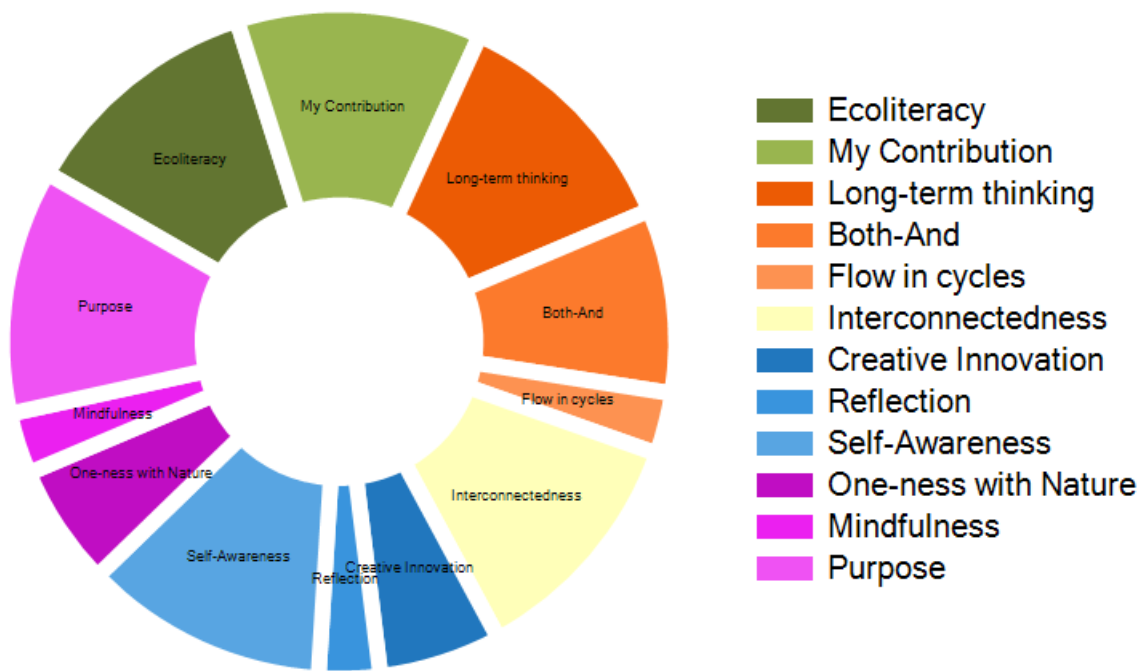 My Contribution
Ecoliteracy
Long-term thinking
Purpose
Both-And
Mindfulness
Flow in cycles
One-ness with Nature
Interconnectedness
Self-Awareness
Reflection
Creative Innovation
Ecoliteracy
My Contribution
Long-term thinking
Both-And
Flow in cycles
Interconnectedness
Creative Innovation
Reflection
Self-Awareness
One-ness with Nature
Mindfulness
Purpose